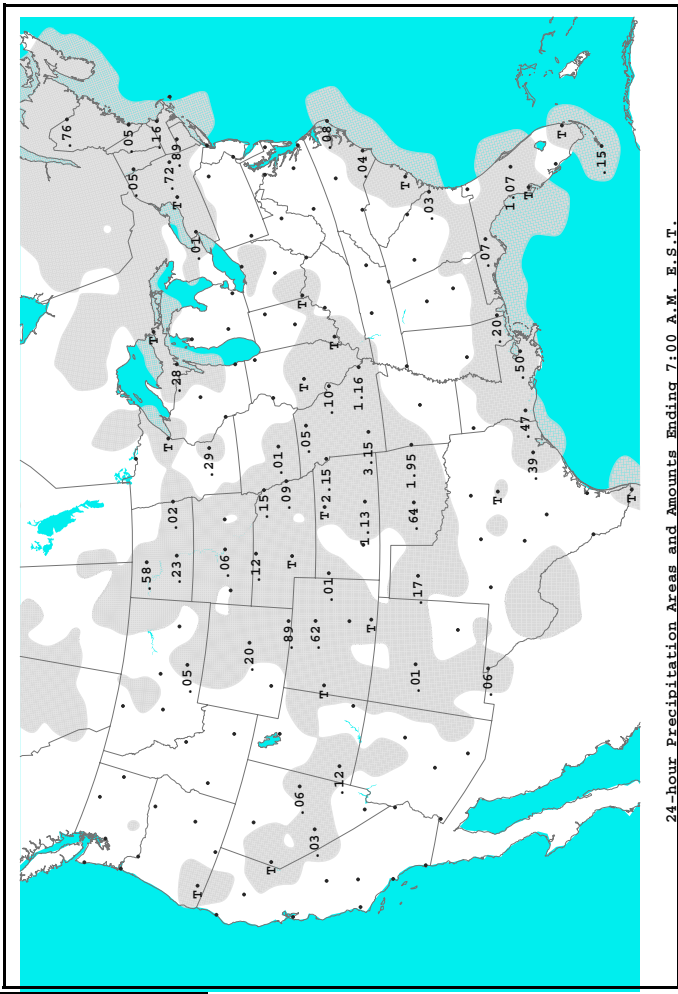 .76
.05
.05
.58
T
.16
T
.72
.02
.28
.89
.23
T
.05
.01
T
.29
.06
.20
.12
.15
T
.01
.09
.89
T
.06
T
T
.05
.03
.62
T
T
2.15
.08
.01
.10
T
.12
1.16
.04
1.13
3.15
T
T
1.95
.64
.01
.17
.03
.07
.06
T
.20
1.07
.50
.47
T
.39
T
.15
T
24-hour Precipitation Areas and Amounts Ending 7:00 A.M. E.S.T.